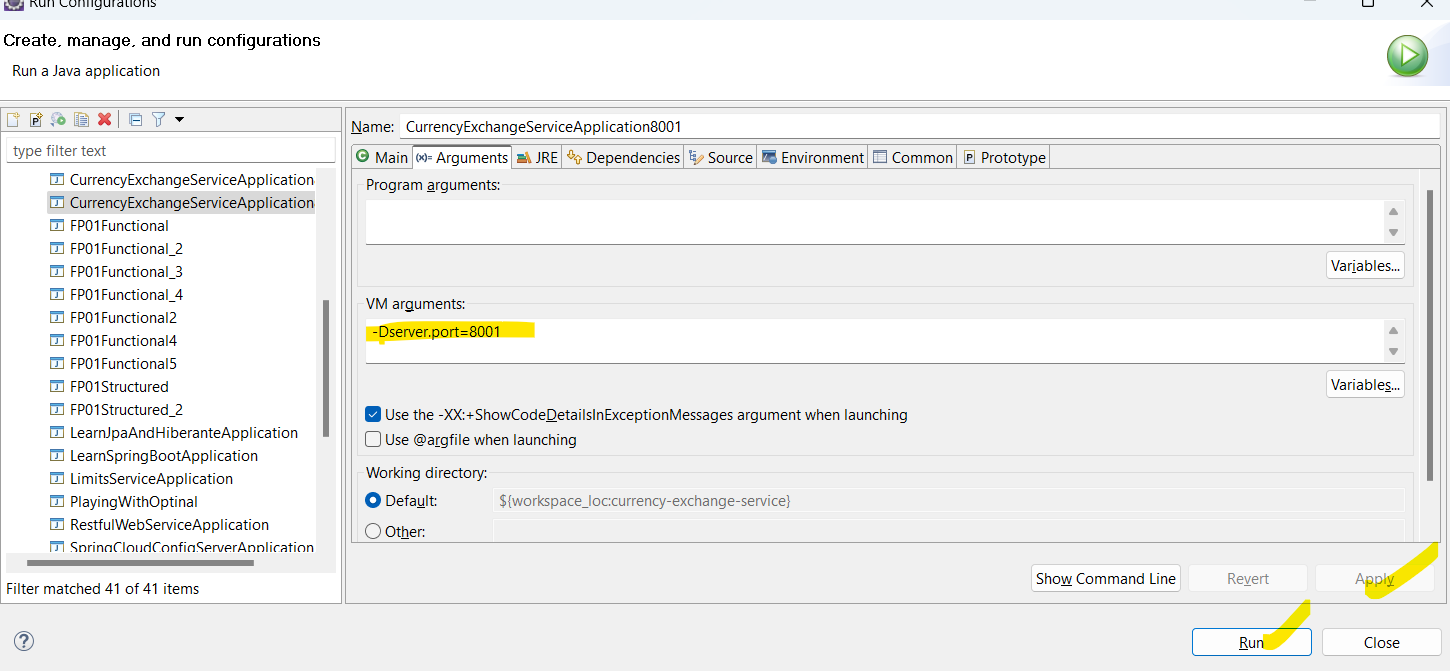 Run Configurations
Create, manage, and run configurations
Run a Java application
type filter text
CurrencyExchangeServiceApplication
CurrencyExchangeServiceApplication
FP01Functional
FP01Functional_2
FP01Functional_3
FP01Functional_4
FP01Functional2
FP01Functional4
FP01Functional5
FP01Structured
FP01Structured_2
LearnJpaAndHiberanteApplication
LearnSpringBootApplication
LimitsServiceApplication
PlayingWithOptinal
RestfulWebServiceApplication
SpringCloudConfigServerApplication
Filter matched 41 of 41 items
Name: CurrencyExchangeServiceApplication8001
Main (x)= Arguments JRE Dependencies Source Environment Common P Prototype
Program arguments:
Variables...
VM arguments:
-Dserver.port=8001
Variables...
Use the -XX:+ShowCodeDetailsInExceptionMessages argument when launching
Use @argfile when launching
Working directory:
Default: ${workspace_loc:currency-exchange-service}
Other:
Show Command Line Revert Apply
Run Close